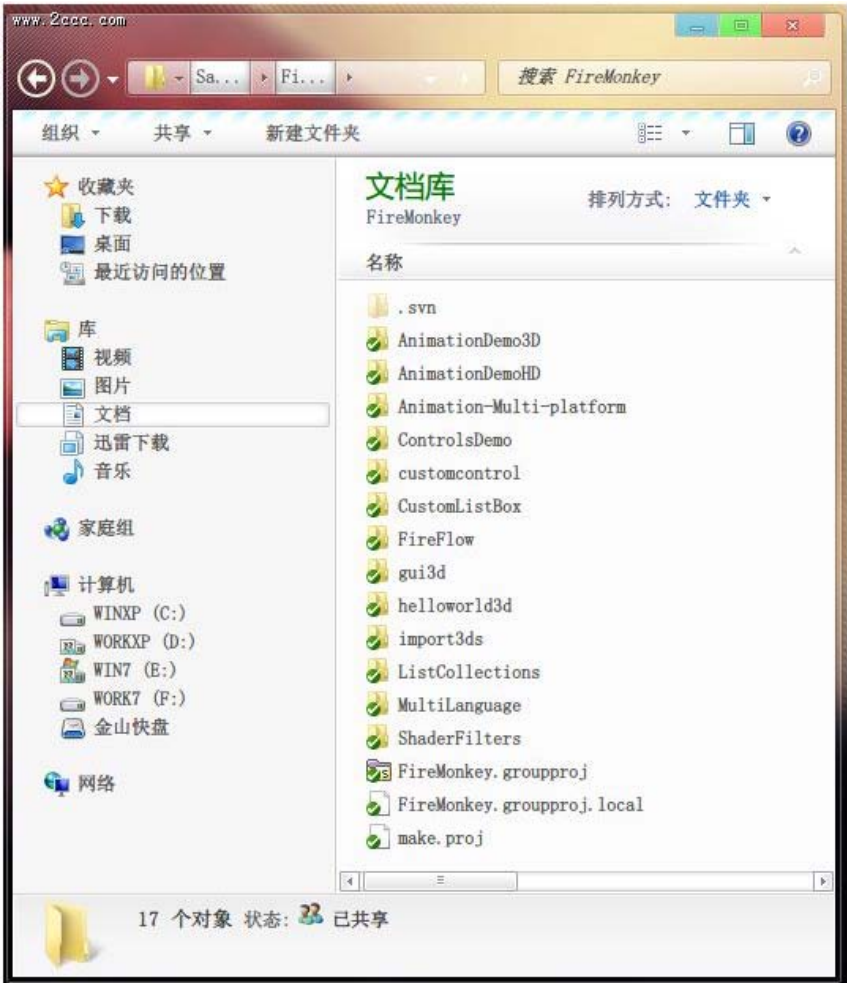 www.2ccc.com
Sa... Fi...
搜索 FireMonkey
组织 共享 新建文件夹
收藏夹
下载
桌面
最近访问的位置
库
视频
图片
文档
迅雷下载
音乐
家庭组
计算机
WINXP (C:)
WORKXP (D:)
WIN7 (E:)
WORK7 (F:)
金山快盘
网络
文档库
FireMonkey
排列方式: 文件夹
名称
.svn
AnimationDemo3D
AnimationDemoHD
Animation-Multi-platform
ControlsDemo
customcontrol
CustomListBox
FireFlow
gui3d
helloworld3d
import3ds
ListCollections
MultiLanguage
ShaderFilters
FireMonkey.groupproj
FireMonkey.groupproj.local
make.proj
17 个对象 状态: 已共享